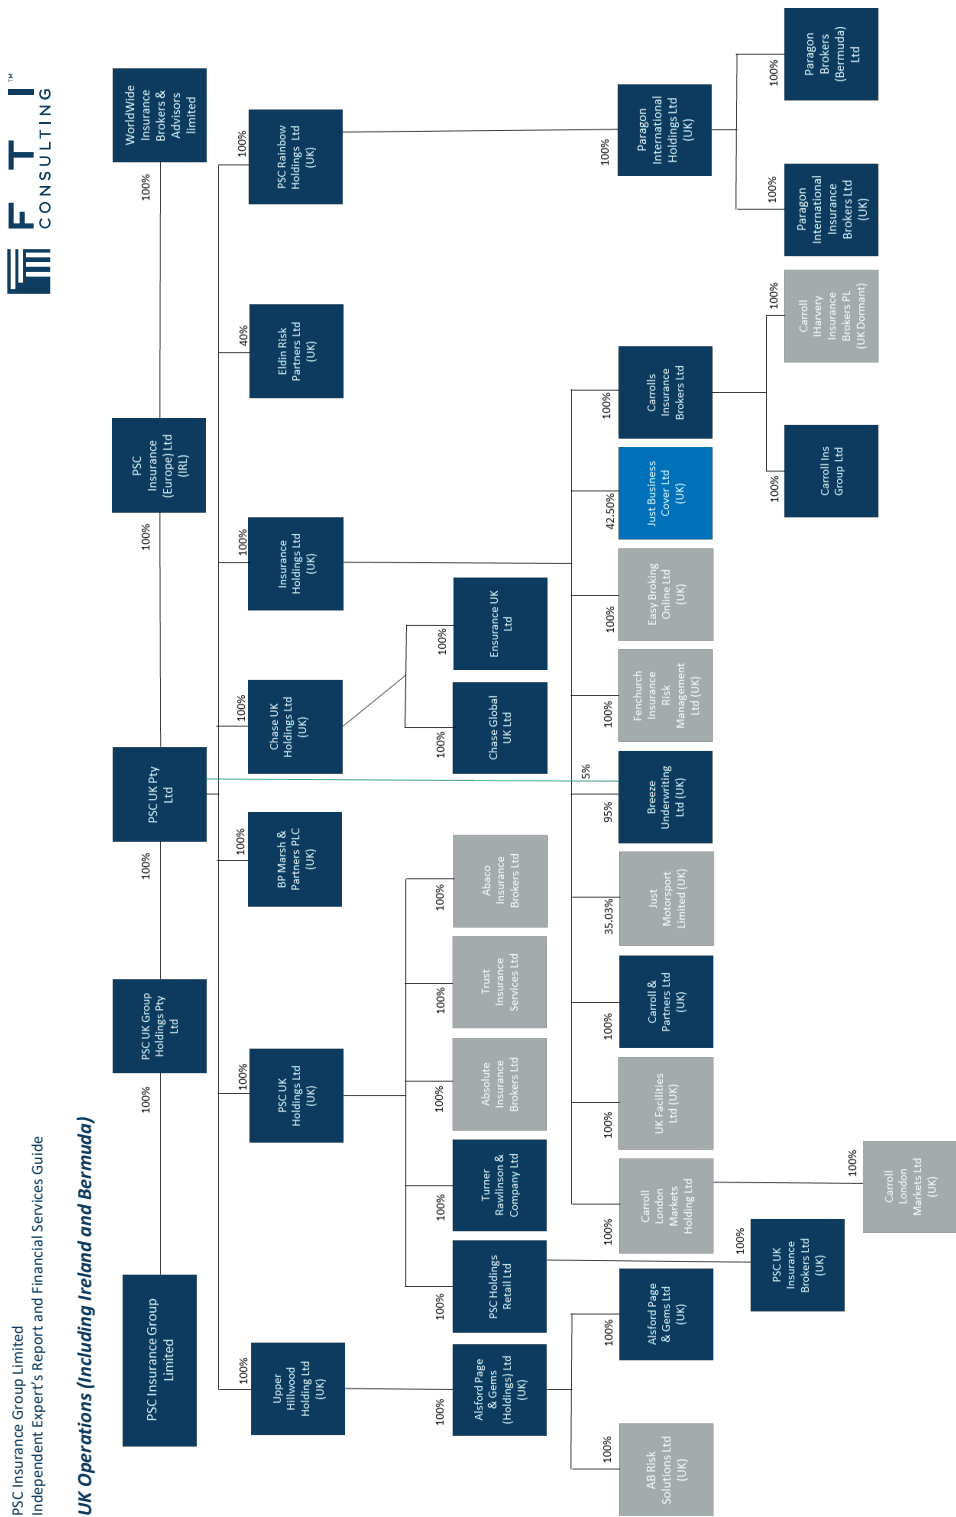 PSC Insurance Group Limited
Independent Expert's Report and Financial Services Guide
F T I ™
CONSULTING
UK Operations (Including Ireland and Bermuda)
PSC Insurance Group
Limited
100%
PSC UK Group
Holdings Pty
Ltd
100%
PSC UK Pty
Ltd
100%
PSC
Insurance
(Europe) Ltd
(IRL)
100%
WorldWide
Insurance
Brokers &
Advisors
limited
100%
Upper
Hillwood
Holding Ltd
(UK)
100%
PSC UK
Holdings Ltd
(UK)
100%
BP Marsh &
Partners PLC
(UK)
100%
Chase UK
Holdings Ltd
(UK)
100%
Insurance
Holdings Ltd
(UK)
40%
Eldin Risk
Partners Ltd
(UK)
100%
PSC Rainbow
Holdings Ltd
(UK)
100%
Alsford Page
& Gems
(Holdings) Ltd
(UK)
100%
PSC Holdings
Retail Ltd
100%
Turner
Rawlinson &
Company Ltd
100%
Absolute
Insurance
Brokers Ltd
100%
Trust
Insurance
Services Ltd
100%
Abaco
Insurance
Brokers Ltd
100%
Chase Global
UK Ltd
100%
Ensurance UK
Ltd
100%
AB Risk
Solutions Ltd
(UK)
100%
Alsford Page
& Gems Ltd
(UK)
100%
Carroll
London
Markets
Holding Ltd
100%
UK Facilities
Ltd (UK)
100%
Carroll &
Partners Ltd
(UK)
35.03%
Just
Motorsport
Limited (UK)
95%
5%
Breeze
Underwriting
Ltd (UK)
100%
Fenchurch
Insurance
Risk
Management
Ltd (UK)
100%
Easy Broking
Online Ltd
(UK)
42.50%
Just Business
Cover Ltd
(UK)
100%
Carrolls
Insurance
Brokers Ltd
100%
Paragon
International
Holdings Ltd
(UK)
100%
PSC UK
Insurance
Brokers Ltd
(UK)
100%
Carroll Ins
Group Ltd
100%
Carroll
IHarvery
Insurance
Brokers PL
(UK Dormant)
100%
Paragon
International
Insurance
Brokers Ltd
(UK)
100%
Paragon
Brokers
(Bermuda)
Ltd
100%
Carroll
London
Markets Ltd
(UK)